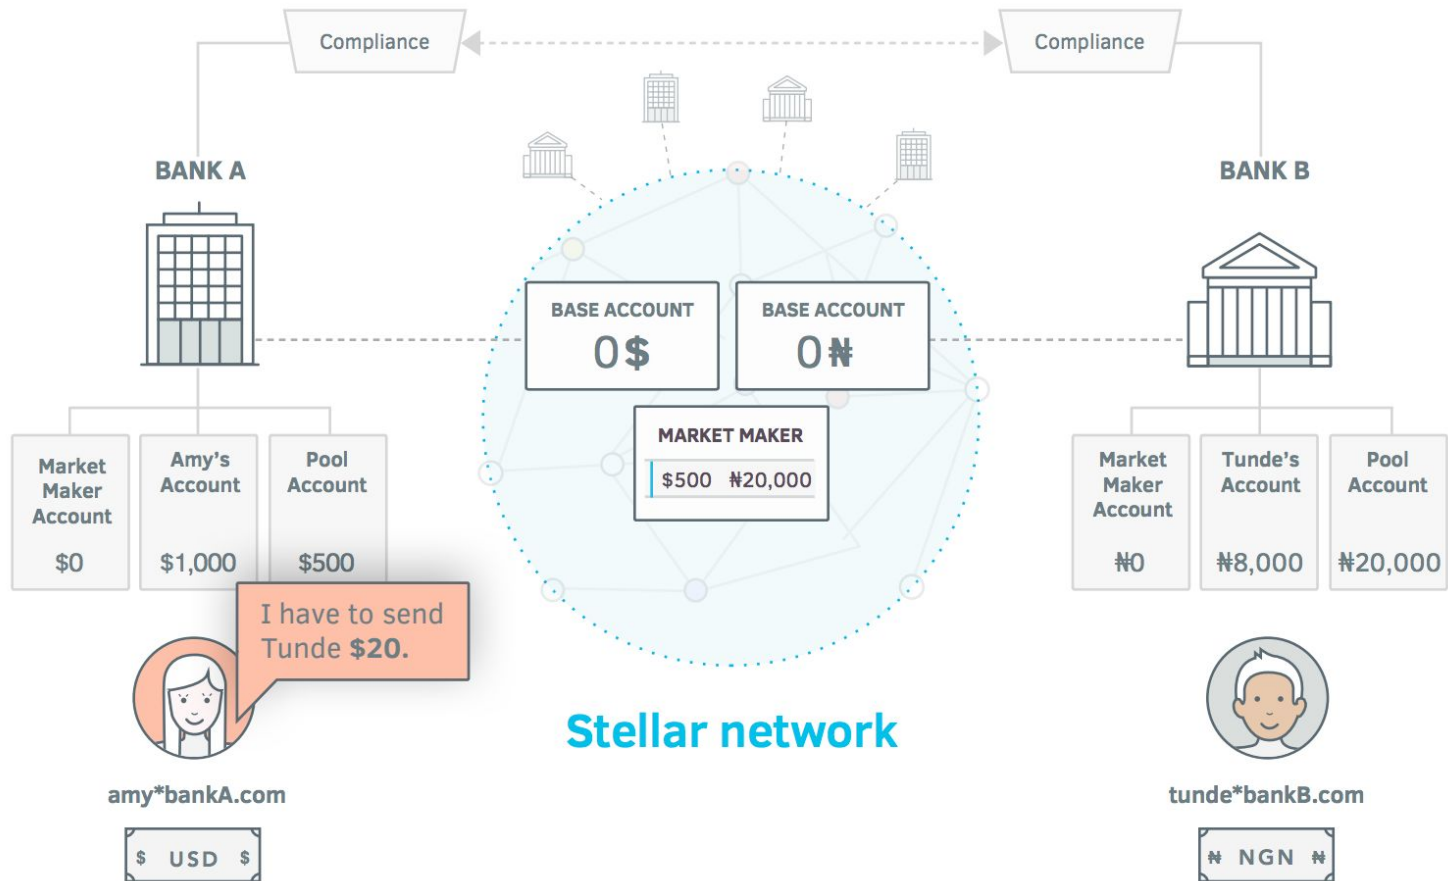 Compliance
Compliance
BANK A
BANK B
BASE ACCOUNT
0$
BASE ACCOUNT
0₦
MARKET MAKER
$500 ₦20,000
Market
Maker
Account
$0
Amy’s
Account
$1,000
Pool
Account
$500
Market
Maker
Account
₦0
Tunde’s
Account
₦8,000
Pool
Account
₦20,000
I have to send
Tunde $20.
Stellar network
amy*bankA.com
tunde*bankB.com
$ USD $
₦ NGN ₦